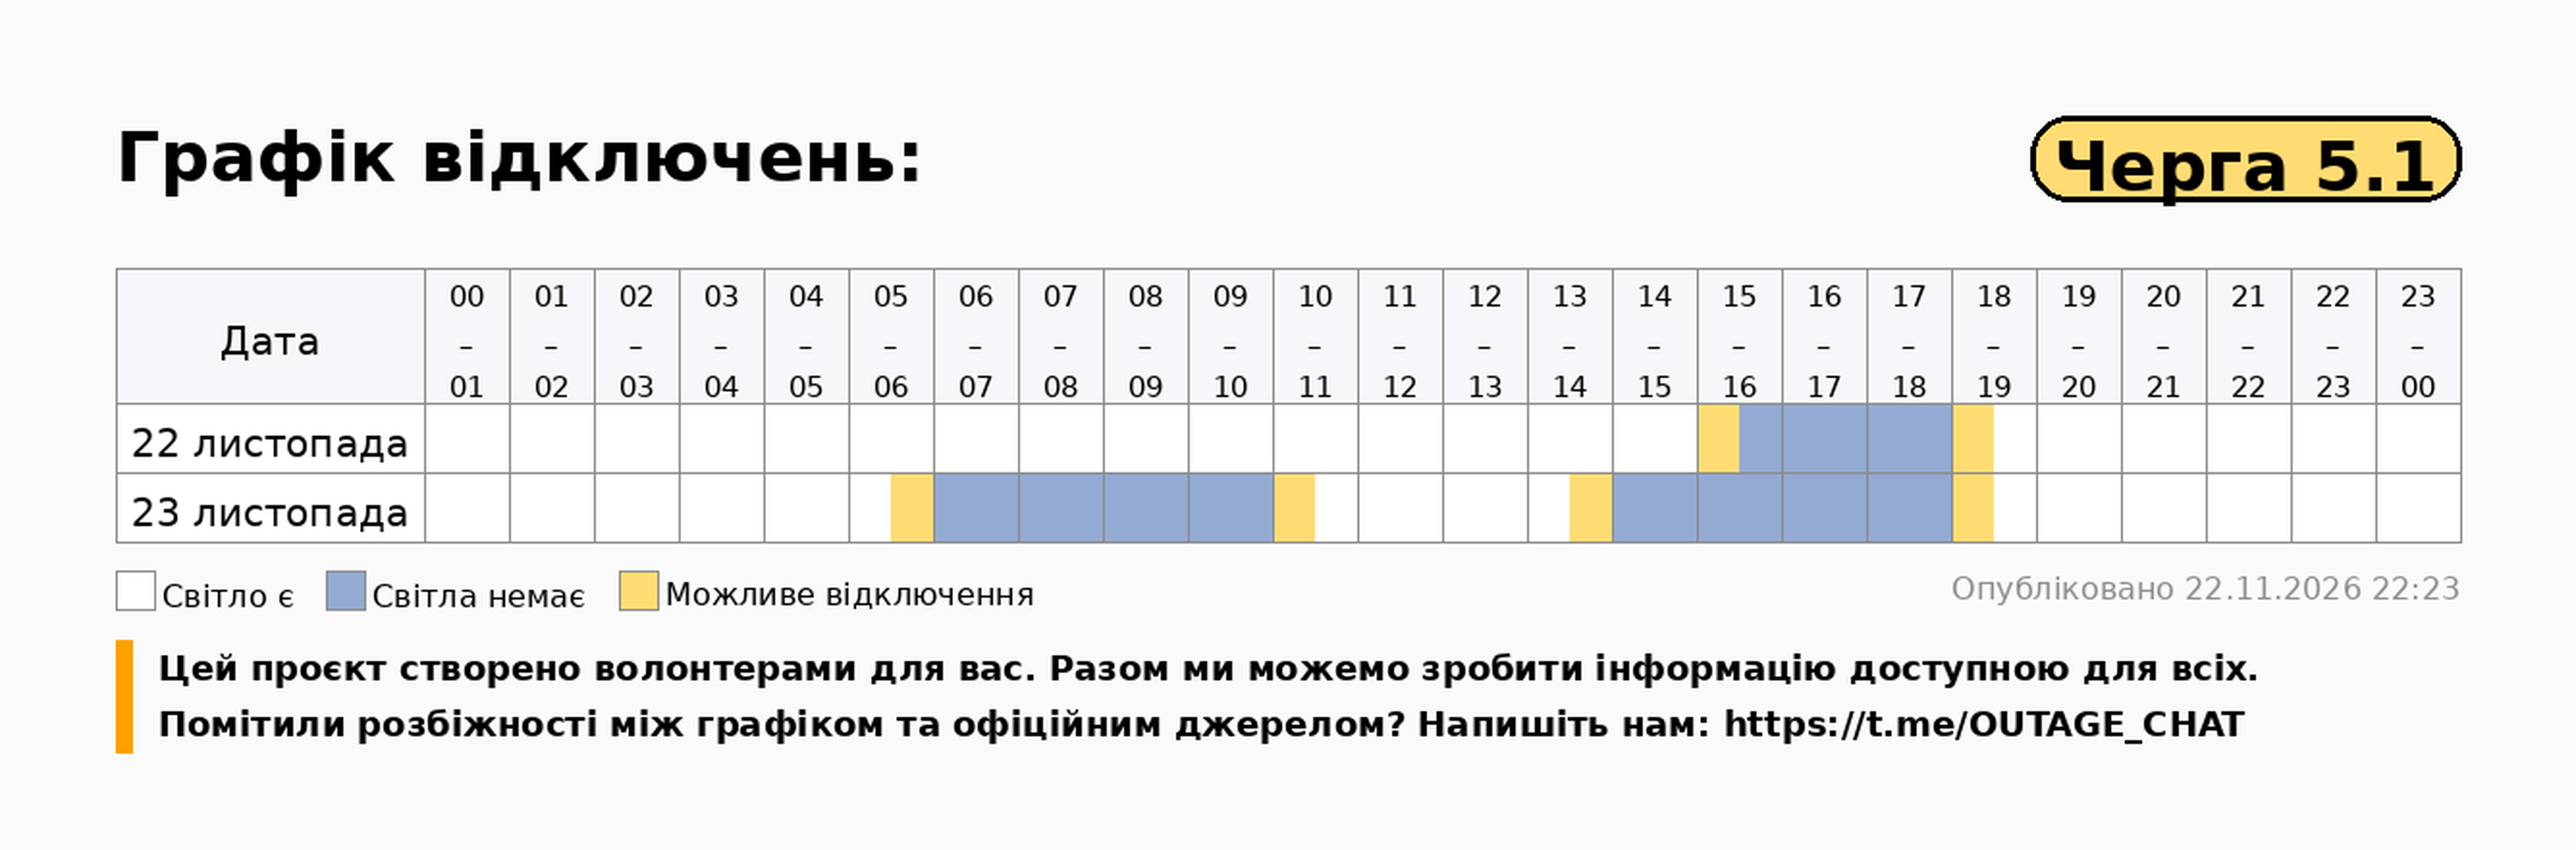 Графік відключень:
Черга 5.1
Дата
00 – 01
01 – 02
02 – 03
03 – 04
04 – 05
05 – 06
06 – 07
07 – 08
08 – 09
09 – 10
10 – 11
11 – 12
12 – 13
13 – 14
14 – 15
15 – 16
16 – 17
17 – 18
18 – 19
19 – 20
20 – 21
21 – 22
22 – 23
23 – 00
22 листопада
23 листопада
Світло є
Світла немає
Можливе відключення
Опубліковано 22.11.2026 22:23
Цей проєкт створено волонтерами для вас. Разом ми можемо зробити інформацію доступною для всіх.
Помітили розбіжності між графіком та офіційним джерелом? Напишіть нам: https://t.me/OUTAGE_CHAT